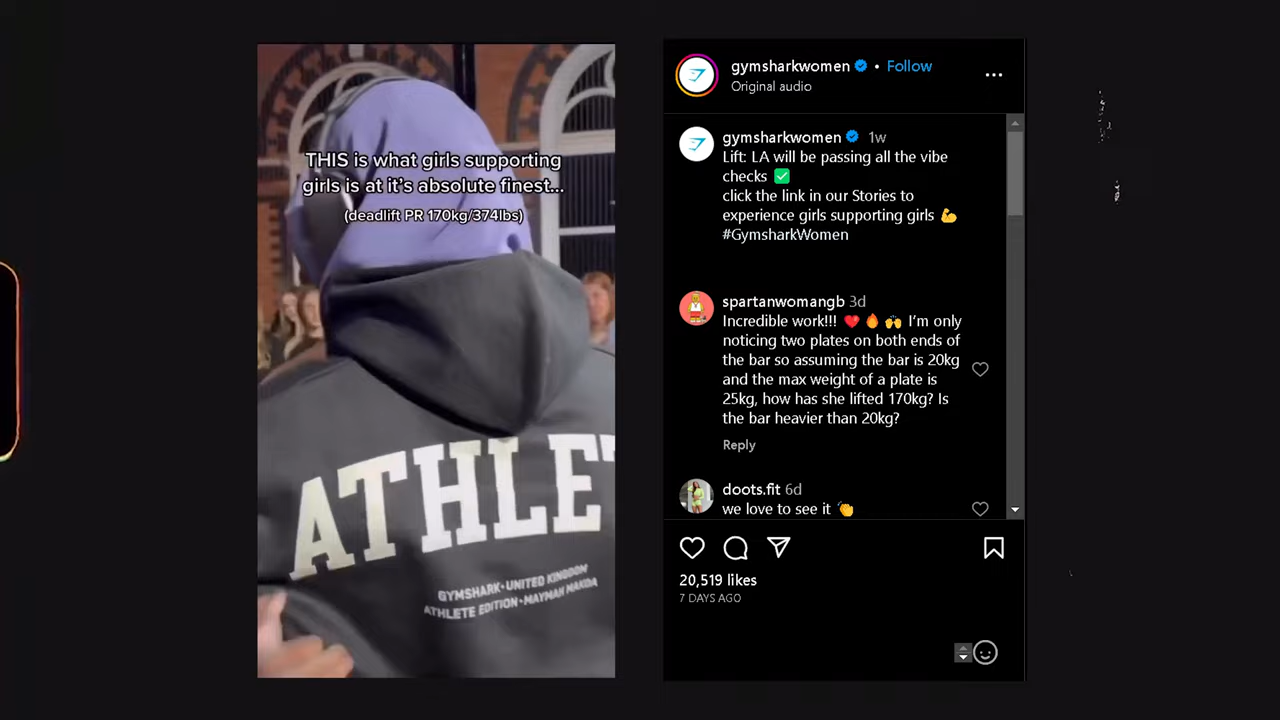 THIS is what girls supporting
girls is at it's absolute finest...
(deadlift PR 170kg/374lbs)
ATHLET
GYMSHARK•UNITED KINGDOM
ATHLETE EDITION•MAYMAH MAKDA
gymsharkwomen • Follow
Original audio
gymsharkwomen 1w
Lift: LA will be passing all the vibe
checks ✅
click the link in our Stories to
experience girls supporting girls 💪
#GymsharkWomen
spartanwomangb 3d
Incredible work!!! ❤️🔥🙌 I'm only
noticing two plates on both ends of
the bar so assuming the bar is 20kg
and the max weight of a plate is
25kg, how has she lifted 170kg? Is
the bar heavier than 20kg?
Reply
doots.fit 6d
we love to see it 👏
20,519 likes
7 DAYS AGO